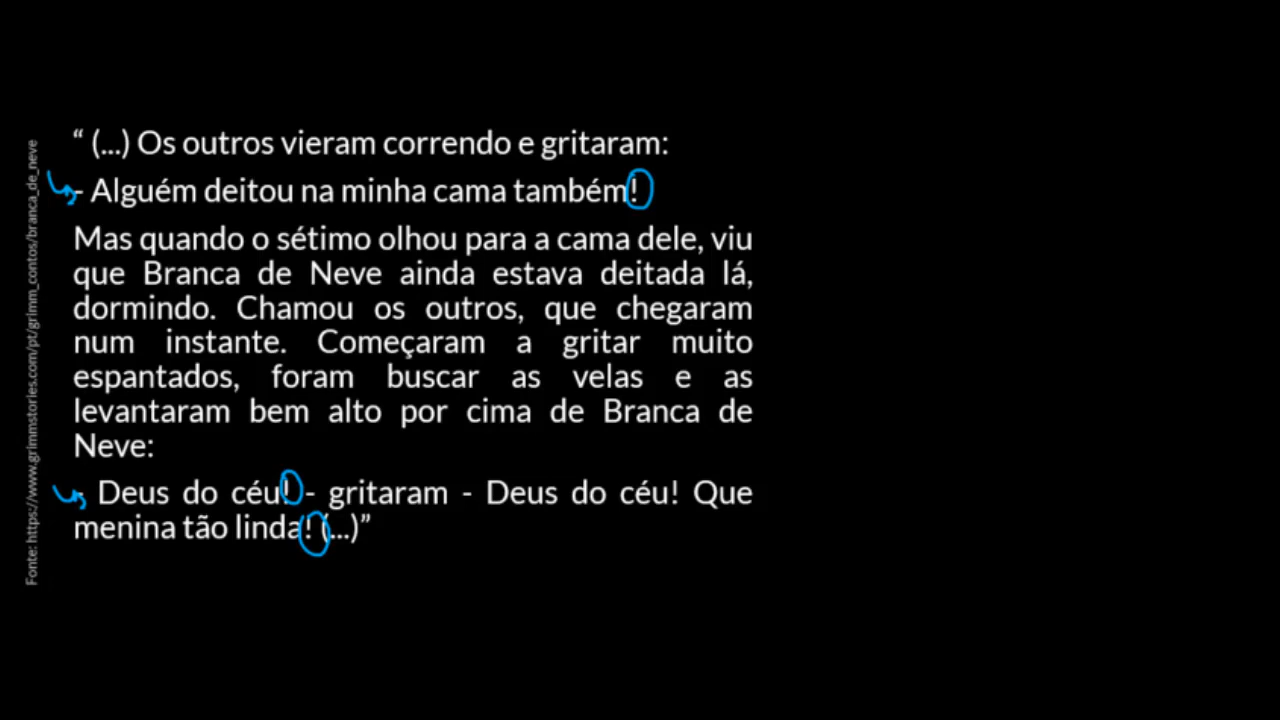 “ (...) Os outros vieram correndo e gritaram:
- Alguém deitou na minha cama também!
Mas quando o sétimo olhou para a cama dele, viu
que Branca de Neve ainda estava deitada lá,
dormindo. Chamou os outros, que chegaram
num instante. Começaram a gritar muito
espantados, foram buscar as velas e as
levantaram bem alto por cima de Branca de
Neve:
- Deus do céu! - gritaram - Deus do céu! Que
menina tão linda! (...)”
Fonte: https://www.grimmstories.com/pt/grimm_contos/branca_de_neve